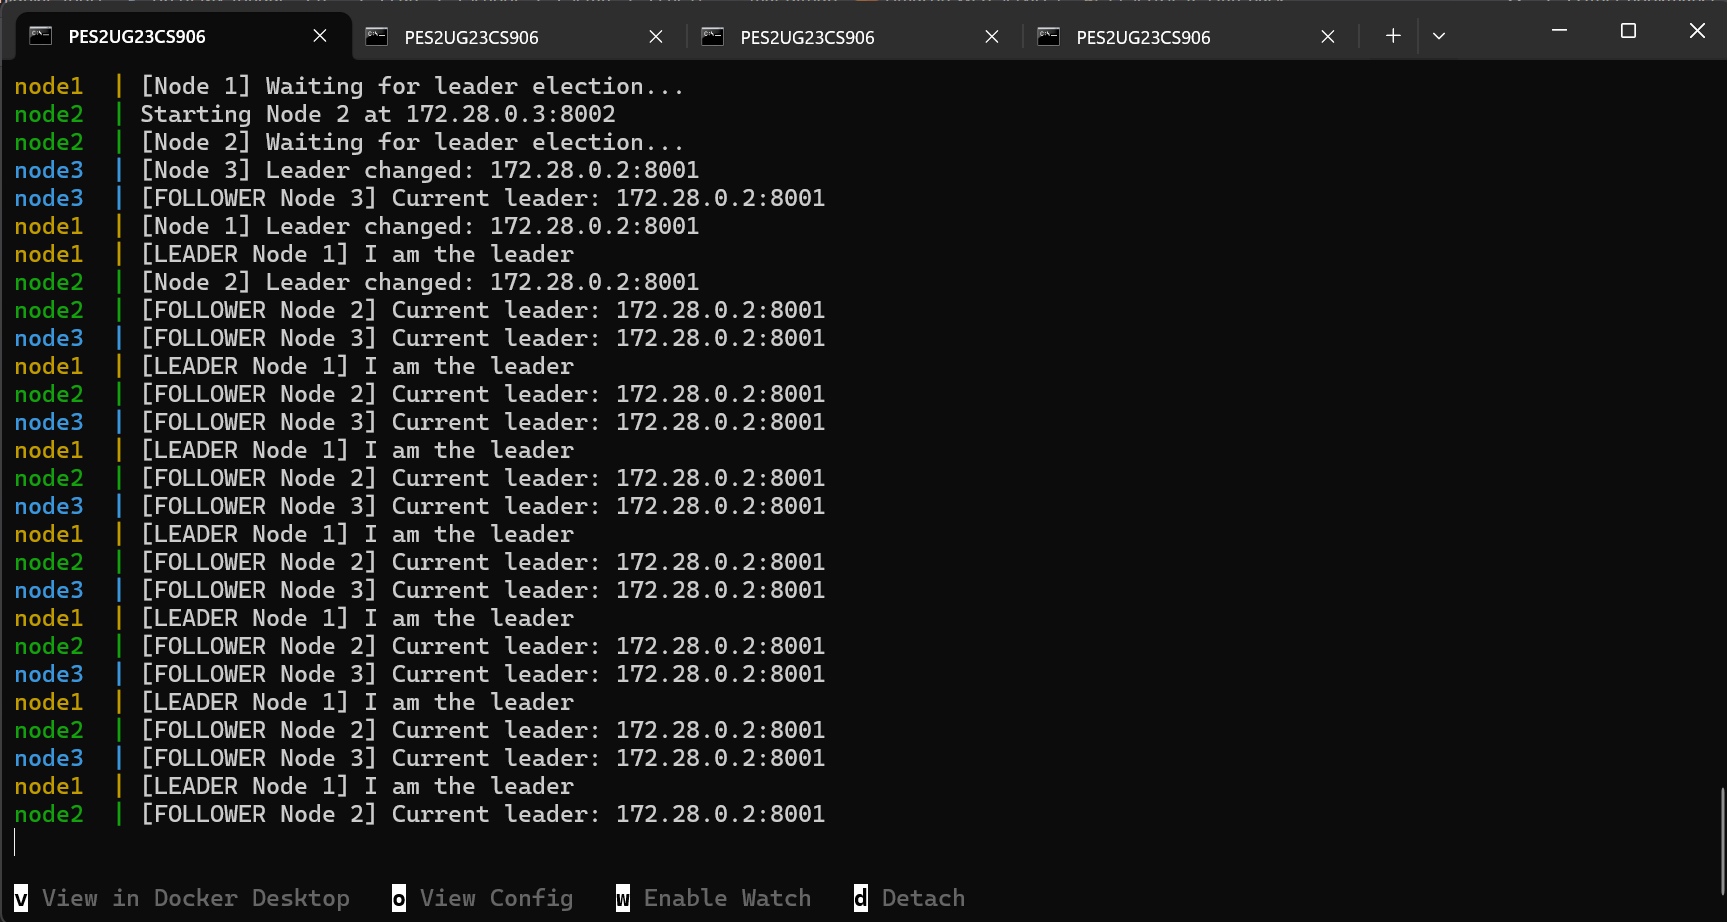 PES2UG23CS906 PES2UG23CS906 PES2UG23CS906 PES2UG23CS906
node1 | [Node 1] Waiting for leader election...
node2 | Starting Node 2 at 172.28.0.3:8002
node2 | [Node 2] Waiting for leader election...
node3 | [Node 3] Leader changed: 172.28.0.2:8001
node3 | [FOLLOWER Node 3] Current leader: 172.28.0.2:8001
node1 | [Node 1] Leader changed: 172.28.0.2:8001
node1 | [LEADER Node 1] I am the leader
node2 | [Node 2] Leader changed: 172.28.0.2:8001
node2 | [FOLLOWER Node 2] Current leader: 172.28.0.2:8001
node3 | [FOLLOWER Node 3] Current leader: 172.28.0.2:8001
node1 | [LEADER Node 1] I am the leader
node2 | [FOLLOWER Node 2] Current leader: 172.28.0.2:8001
node3 | [FOLLOWER Node 3] Current leader: 172.28.0.2:8001
node1 | [LEADER Node 1] I am the leader
node2 | [FOLLOWER Node 2] Current leader: 172.28.0.2:8001
node3 | [FOLLOWER Node 3] Current leader: 172.28.0.2:8001
node1 | [LEADER Node 1] I am the leader
node2 | [FOLLOWER Node 2] Current leader: 172.28.0.2:8001
node3 | [FOLLOWER Node 3] Current leader: 172.28.0.2:8001
node1 | [LEADER Node 1] I am the leader
node2 | [FOLLOWER Node 2] Current leader: 172.28.0.2:8001
node3 | [FOLLOWER Node 3] Current leader: 172.28.0.2:8001
node1 | [LEADER Node 1] I am the leader
node2 | [FOLLOWER Node 2] Current leader: 172.28.0.2:8001
node3 | [FOLLOWER Node 3] Current leader: 172.28.0.2:8001
node1 | [LEADER Node 1] I am the leader
node2 | [FOLLOWER Node 2] Current leader: 172.28.0.2:8001
v View in Docker Desktop o View Config w Enable Watch d Detach